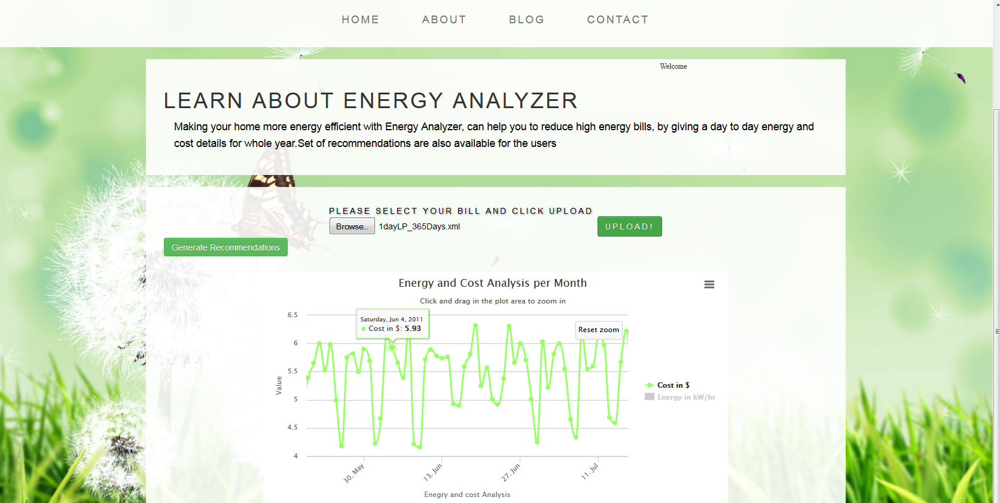 HOME ABOUT BLOG CONTACT
Welcome
LEARN ABOUT ENERGY ANALYZER
Making your home more energy efficient with Energy Analyzer, can help you to reduce high energy bills, by giving a day to day energy and
cost details for whole year.Set of recommendations are also available for the users
PLEASE SELECT YOUR BILL AND CLICK UPLOAD
Browse... 1dayLP_365Days.xml UPLOAD!
Generate Recommendations
Energy and Cost Analysis per Month
Click and drag in the plot area to zoom in
6.5
Saturday, Jun 4, 2011
Cost in $: 5.93
Reset zoom
6
5.5
5
4.5
4
Value
Cost in $
Energy in kW/hr
30. May 13. Jun 27. Jun 11. Jul
Enegry and cost Analysis